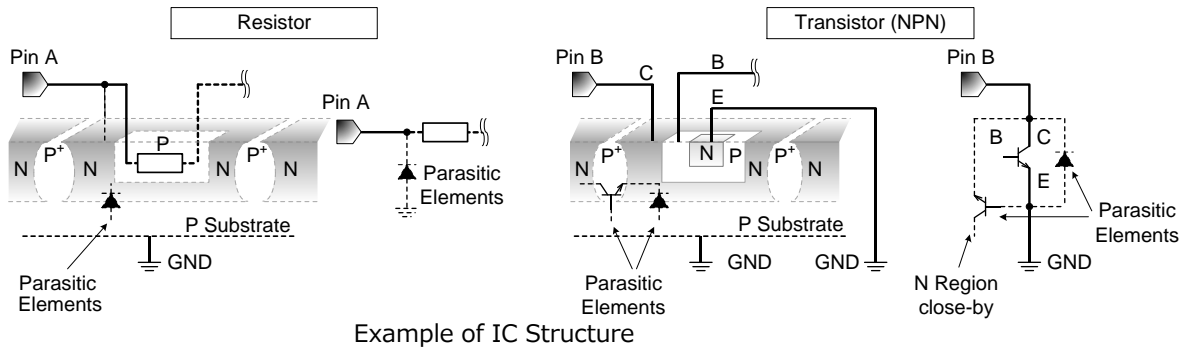 Resistor
Transistor (NPN)
Pin A
Pin A
N
P+
N
P
N
P+
N
Parasitic
Elements
P Substrate
GND
Parasitic
Elements
Pin B
C
B
E
N
P+
N
N
P
N
P+
N
P Substrate
GND
GND
Parasitic
Elements
Pin B
B
C
E
Parasitic
Elements
GND
N Region
close-by
Example of IC Structure